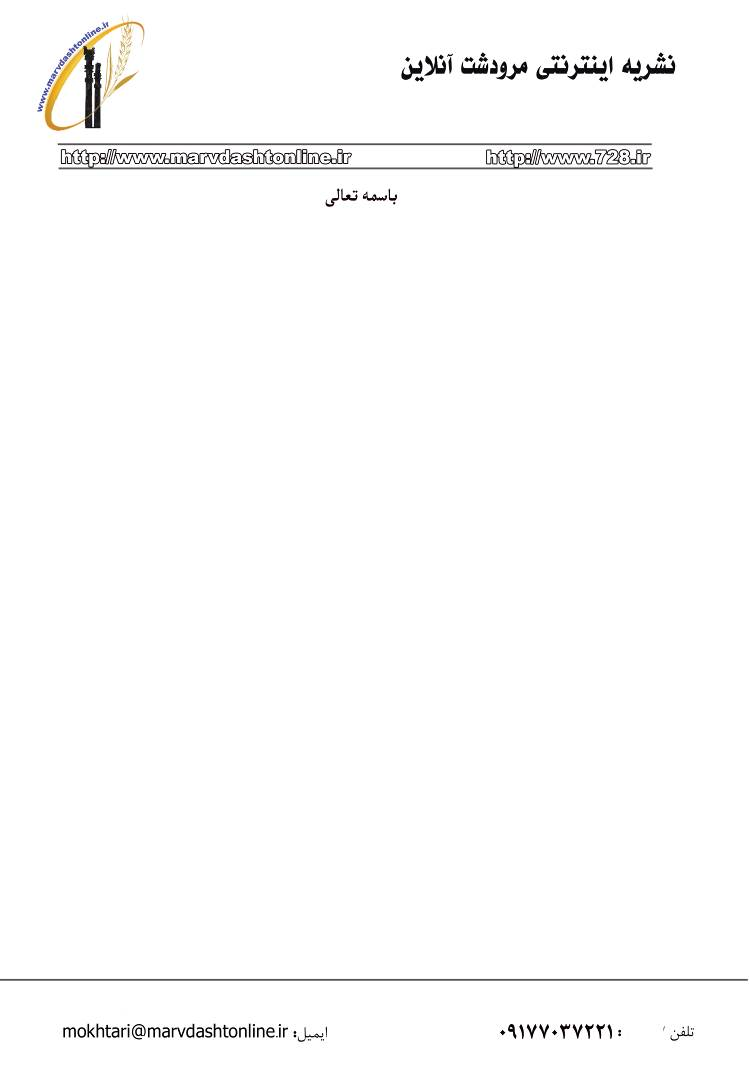 www.marvdashtonline.ir
نشریه اینترنتی مرودشت آنلاین
http://www.marvdashtonline.ir http://www.728.ir
باسمه تعالی
تلفن : ۰۹۱۷۷۰۳۷۲۲۱ ایمیل: mokhtari@marvdashtonline.ir